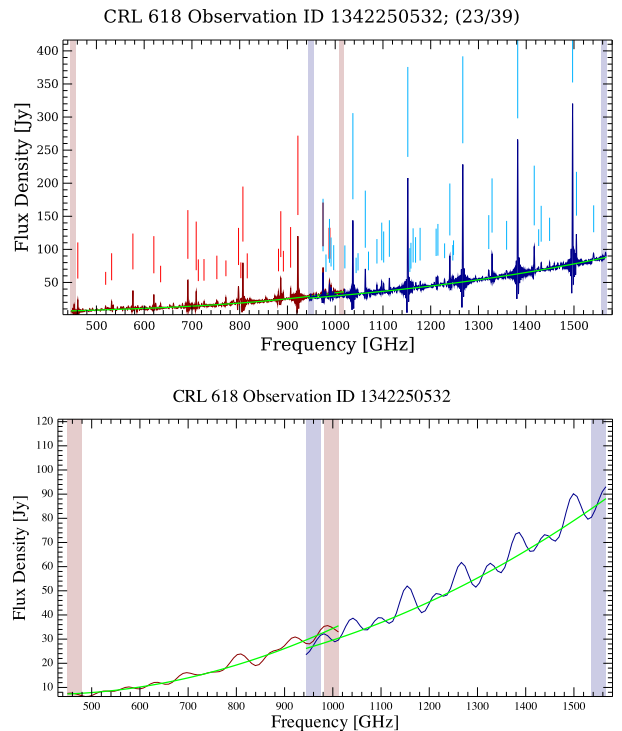 CRL 618 Observation ID 1342250532; (23/39)
400
350
300
250
200
150
100
50
Flux Density [Jy]
500 600 700 800 900 1000 1100 1200 1300 1400 1500
Frequency [GHz]
CRL 618 Observation ID 1342250532
120
110
100
90
80
70
60
50
40
30
20
10
Flux Density [Jy]
500 600 700 800 900 1000 1100 1200 1300 1400 1500
Frequency [GHz]